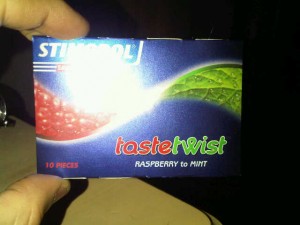 STIMOROL
tastetwist
RASPBERRY to MINT
10 PIECES